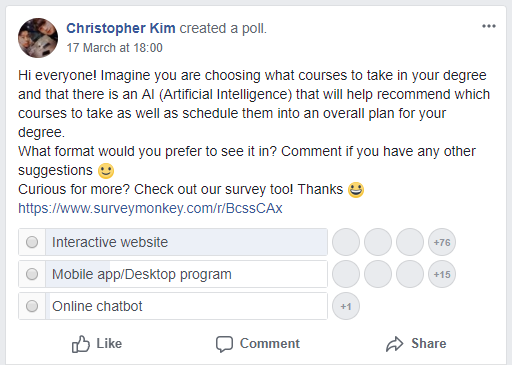 Christopher Kim created a poll.
17 March at 18:00
Hi everyone! Imagine you are choosing what courses to take in your degree
and that there is an AI (Artificial Intelligence) that will help recommend which
courses to take as well as schedule them into an overall plan for your
degree.
What format would you prefer to see it in? Comment if you have any other
suggestions 🙂
Curious for more? Check out our survey too! Thanks 😀
https://www.surveymonkey.com/r/BcssCAx
Interactive website +76
Mobile app/Desktop program +15
Online chatbot +1
Like Comment Share